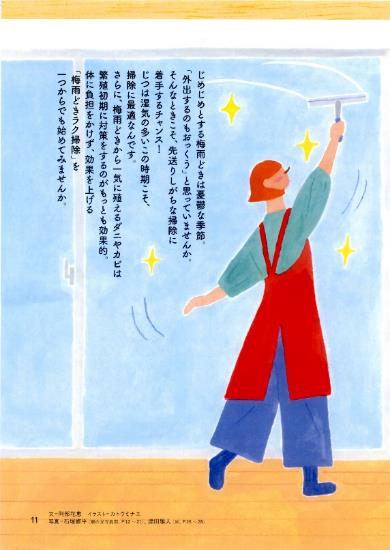 じめじめとする梅雨どきは憂鬱な季節。
「外出するのもおっくう」と思っていませんか。
そんなときこそ、先送りしがちな掃除に
着手するチャンス！
じつは湿気の多いこの時期こそ、
掃除に最適なんです。
さらに、梅雨どきから一気に殖えるダニやカビは
繁殖初期に対策をするのがもっとも効果的。
体に負担をかけず、効果を上げる
「梅雨どきラク掃除」を
一つからでも始めてみませんか。
文＝阿部花恵　イラスト＝カトウミナエ
11